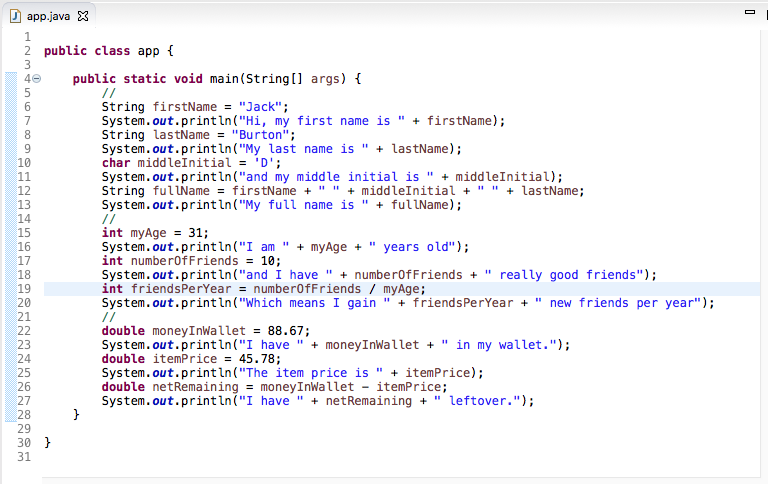 app.java
1
2 public class app {
3
4 public static void main(String[] args) {
5 //
6 String firstName = "Jack";
7 System.out.println("Hi, my first name is " + firstName);
8 String lastName = "Burton";
9 System.out.println("My last name is " + lastName);
10 char middleInitial = 'D';
11 System.out.println("and my middle initial is " + middleInitial);
12 String fullName = firstName + " " + middleInitial + " " + lastName;
13 System.out.println("My full name is " + fullName);
14 //
15 int myAge = 31;
16 System.out.println("I am " + myAge + " years old");
17 int numberOfFriends = 10;
18 System.out.println("and I have " + numberOfFriends + " really good friends");
19 int friendsPerYear = numberOfFriends / myAge;
20 System.out.println("Which means I gain " + friendsPerYear + " new friends per year");
21 //
22 double moneyInWallet = 88.67;
23 System.out.println("I have " + moneyInWallet + " in my wallet.");
24 double itemPrice = 45.78;
25 System.out.println("The item price is " + itemPrice);
26 double netRemaining = moneyInWallet - itemPrice;
27 System.out.println("I have " + netRemaining + " leftover.");
28 }
29
30 }
31